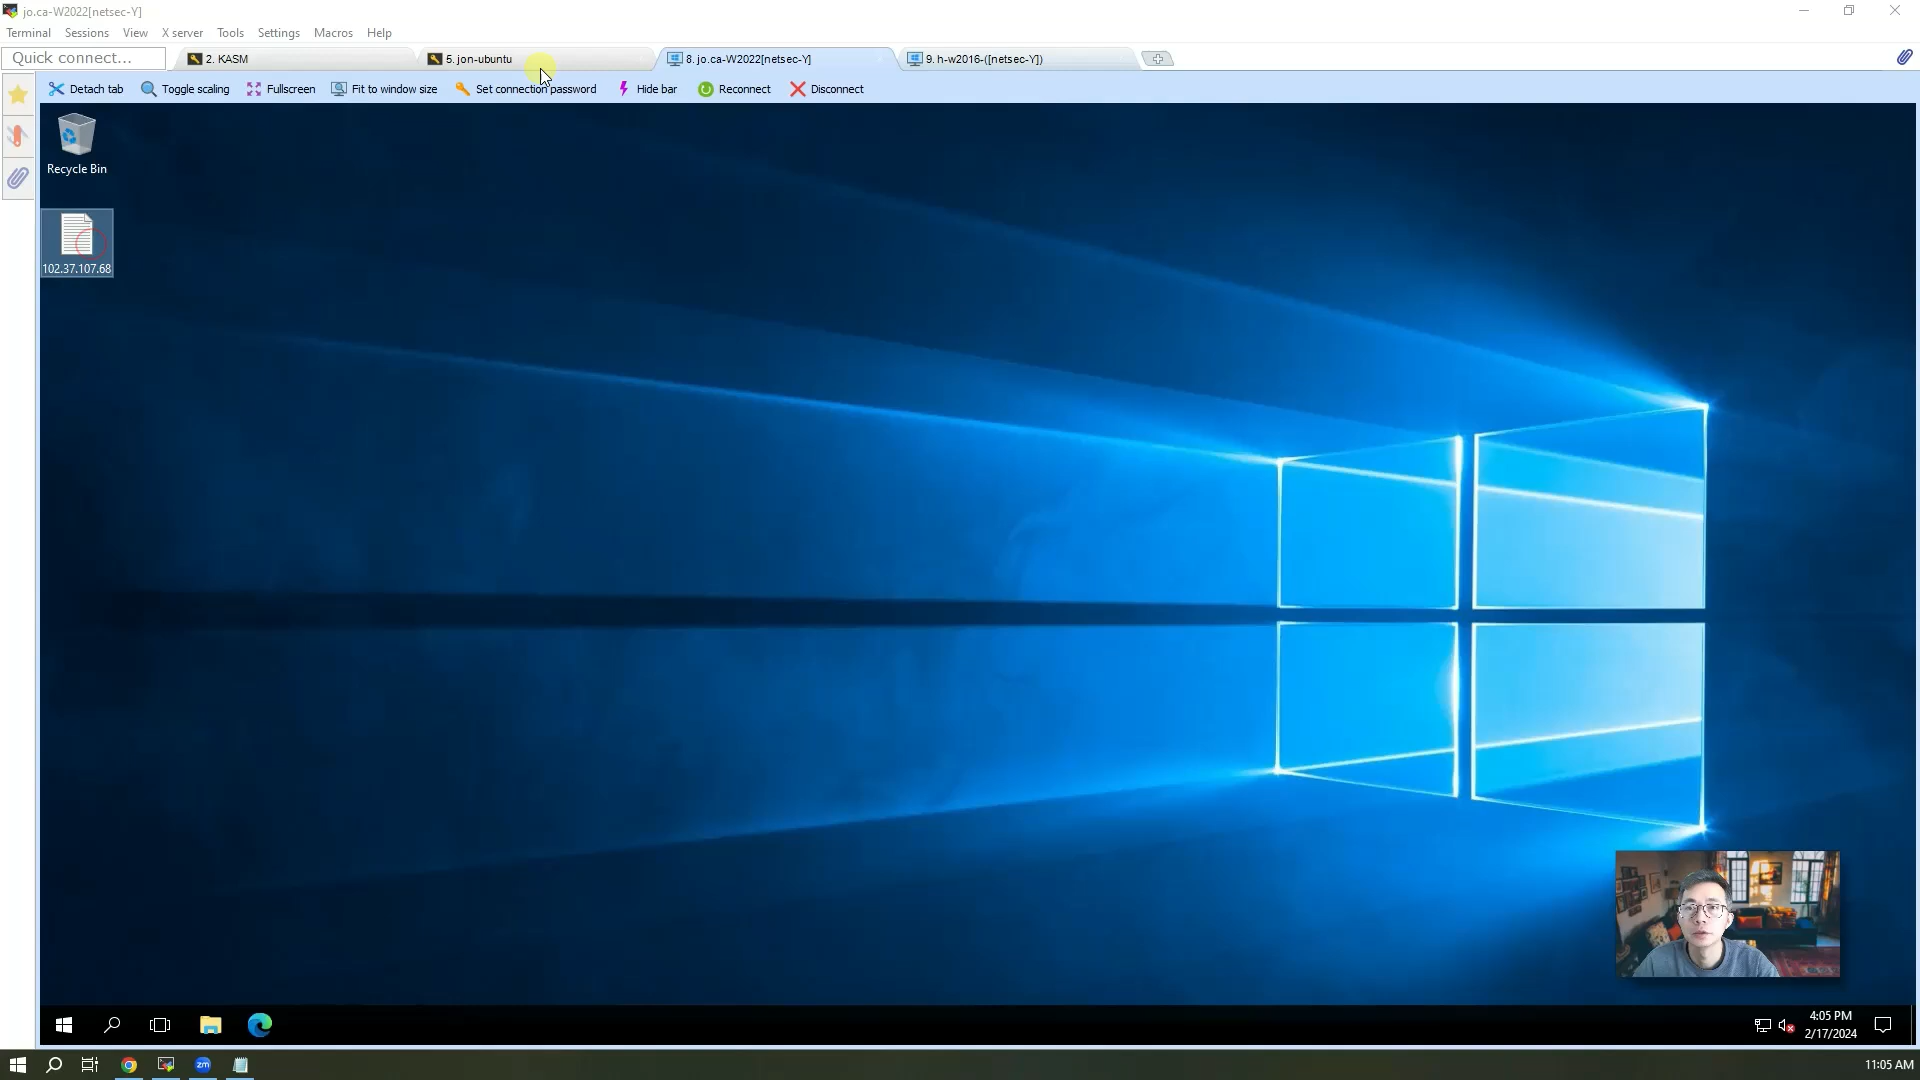 jo.ca-W2022[netsec-Y]
Terminal Sessions View X server Tools Settings Macros Help
Quick connect... 2. KASM 5. jon-ubuntu 8. jo.ca-W2022[netsec-Y] 9. h-w2016-([netsec-Y])
Detach tab Toggle scaling Fullscreen Fit to window size Set connection password Hide bar Reconnect Disconnect
Recycle Bin
102.37.107.68
4:05 PM
2/17/2024
zm
11:05 AM